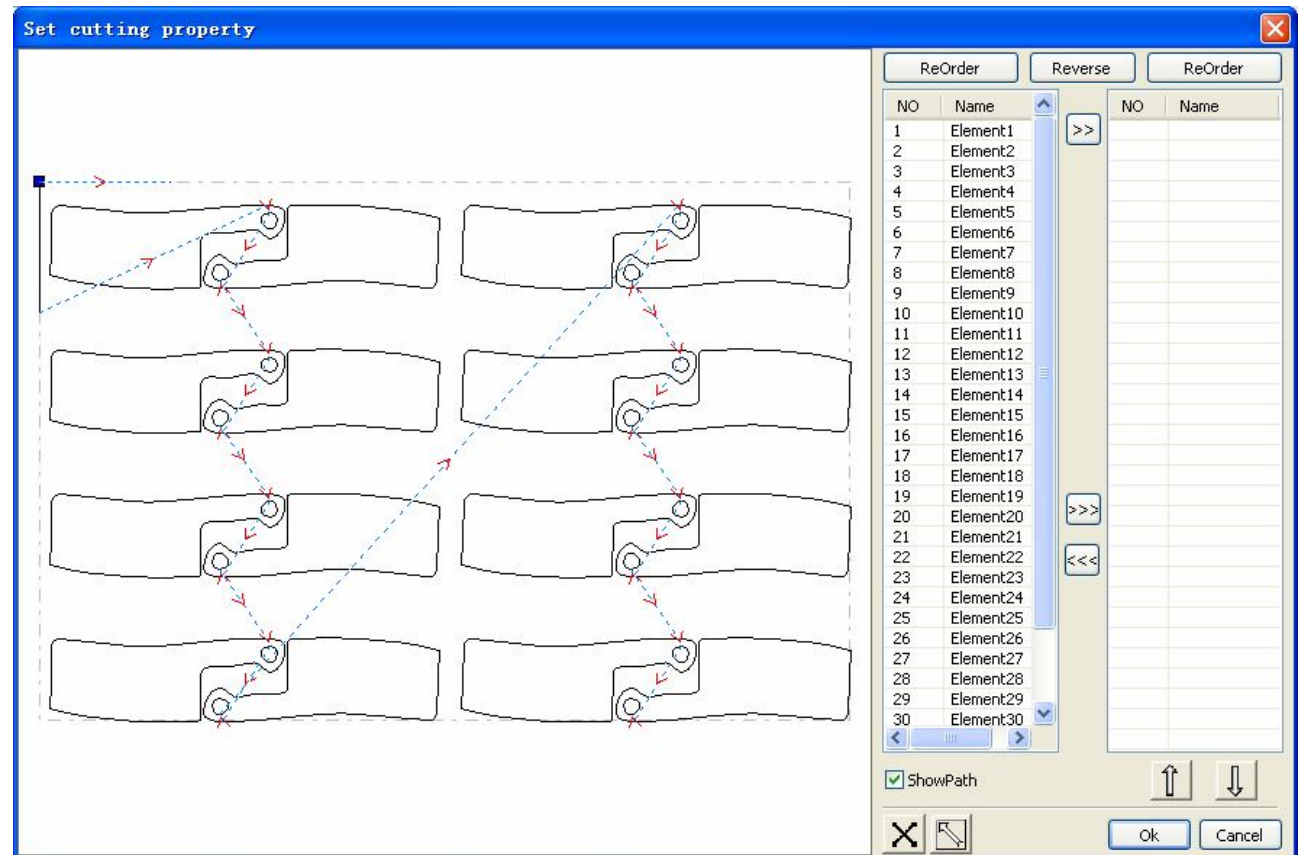 Set cutting property
ReOrder Reverse ReOrder
NO Name NO Name
1 Element1 >>
2 Element2
3 Element3
4 Element4
5 Element5
6 Element6
7 Element7
8 Element8
9 Element9
10 Element10
11 Element11
12 Element12
13 Element13
14 Element14
15 Element15
16 Element16
17 Element17
18 Element18
19 Element19
20 Element20 >>>
21 Element21
22 Element22 <<<
23 Element23
24 Element24
25 Element25
26 Element26
27 Element27
28 Element28
29 Element29
30 Element30
ShowPath
Ok Cancel